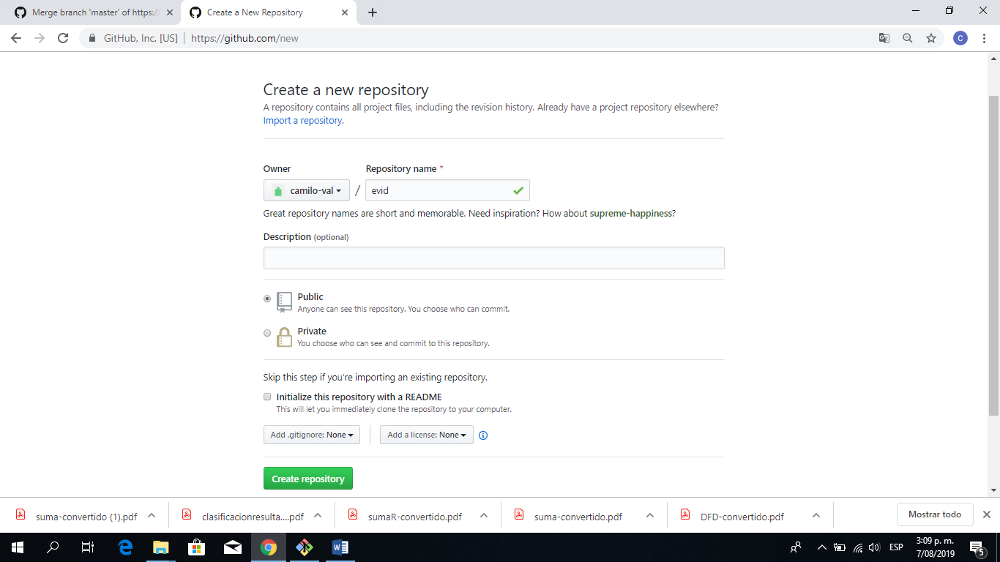 Merge branch 'master' of https:/
Create a New Repository
GitHub, Inc. [US]
https://github.com/new
C
Create a new repository
A repository contains all project files, including the revision history. Already have a project repository elsewhere?
Import a repository.
Owner
Repository name *
camilo-val
/
evid
Great repository names are short and memorable. Need inspiration? How about supreme-happiness?
Description (optional)
Public
Anyone can see this repository. You choose who can commit.
Private
You choose who can see and commit to this repository.
Skip this step if you're importing an existing repository.
Initialize this repository with a README
This will let you immediately clone the repository to your computer.
Add .gitignore: None
Add a license: None
Create repository
suma-convertido (1).pdf
clasificacionresulta....pdf
sumaR-convertido.pdf
suma-convertido.pdf
DFD-convertido.pdf
Mostrar todo
ESP
3:09 p. m.
7/08/2019
5